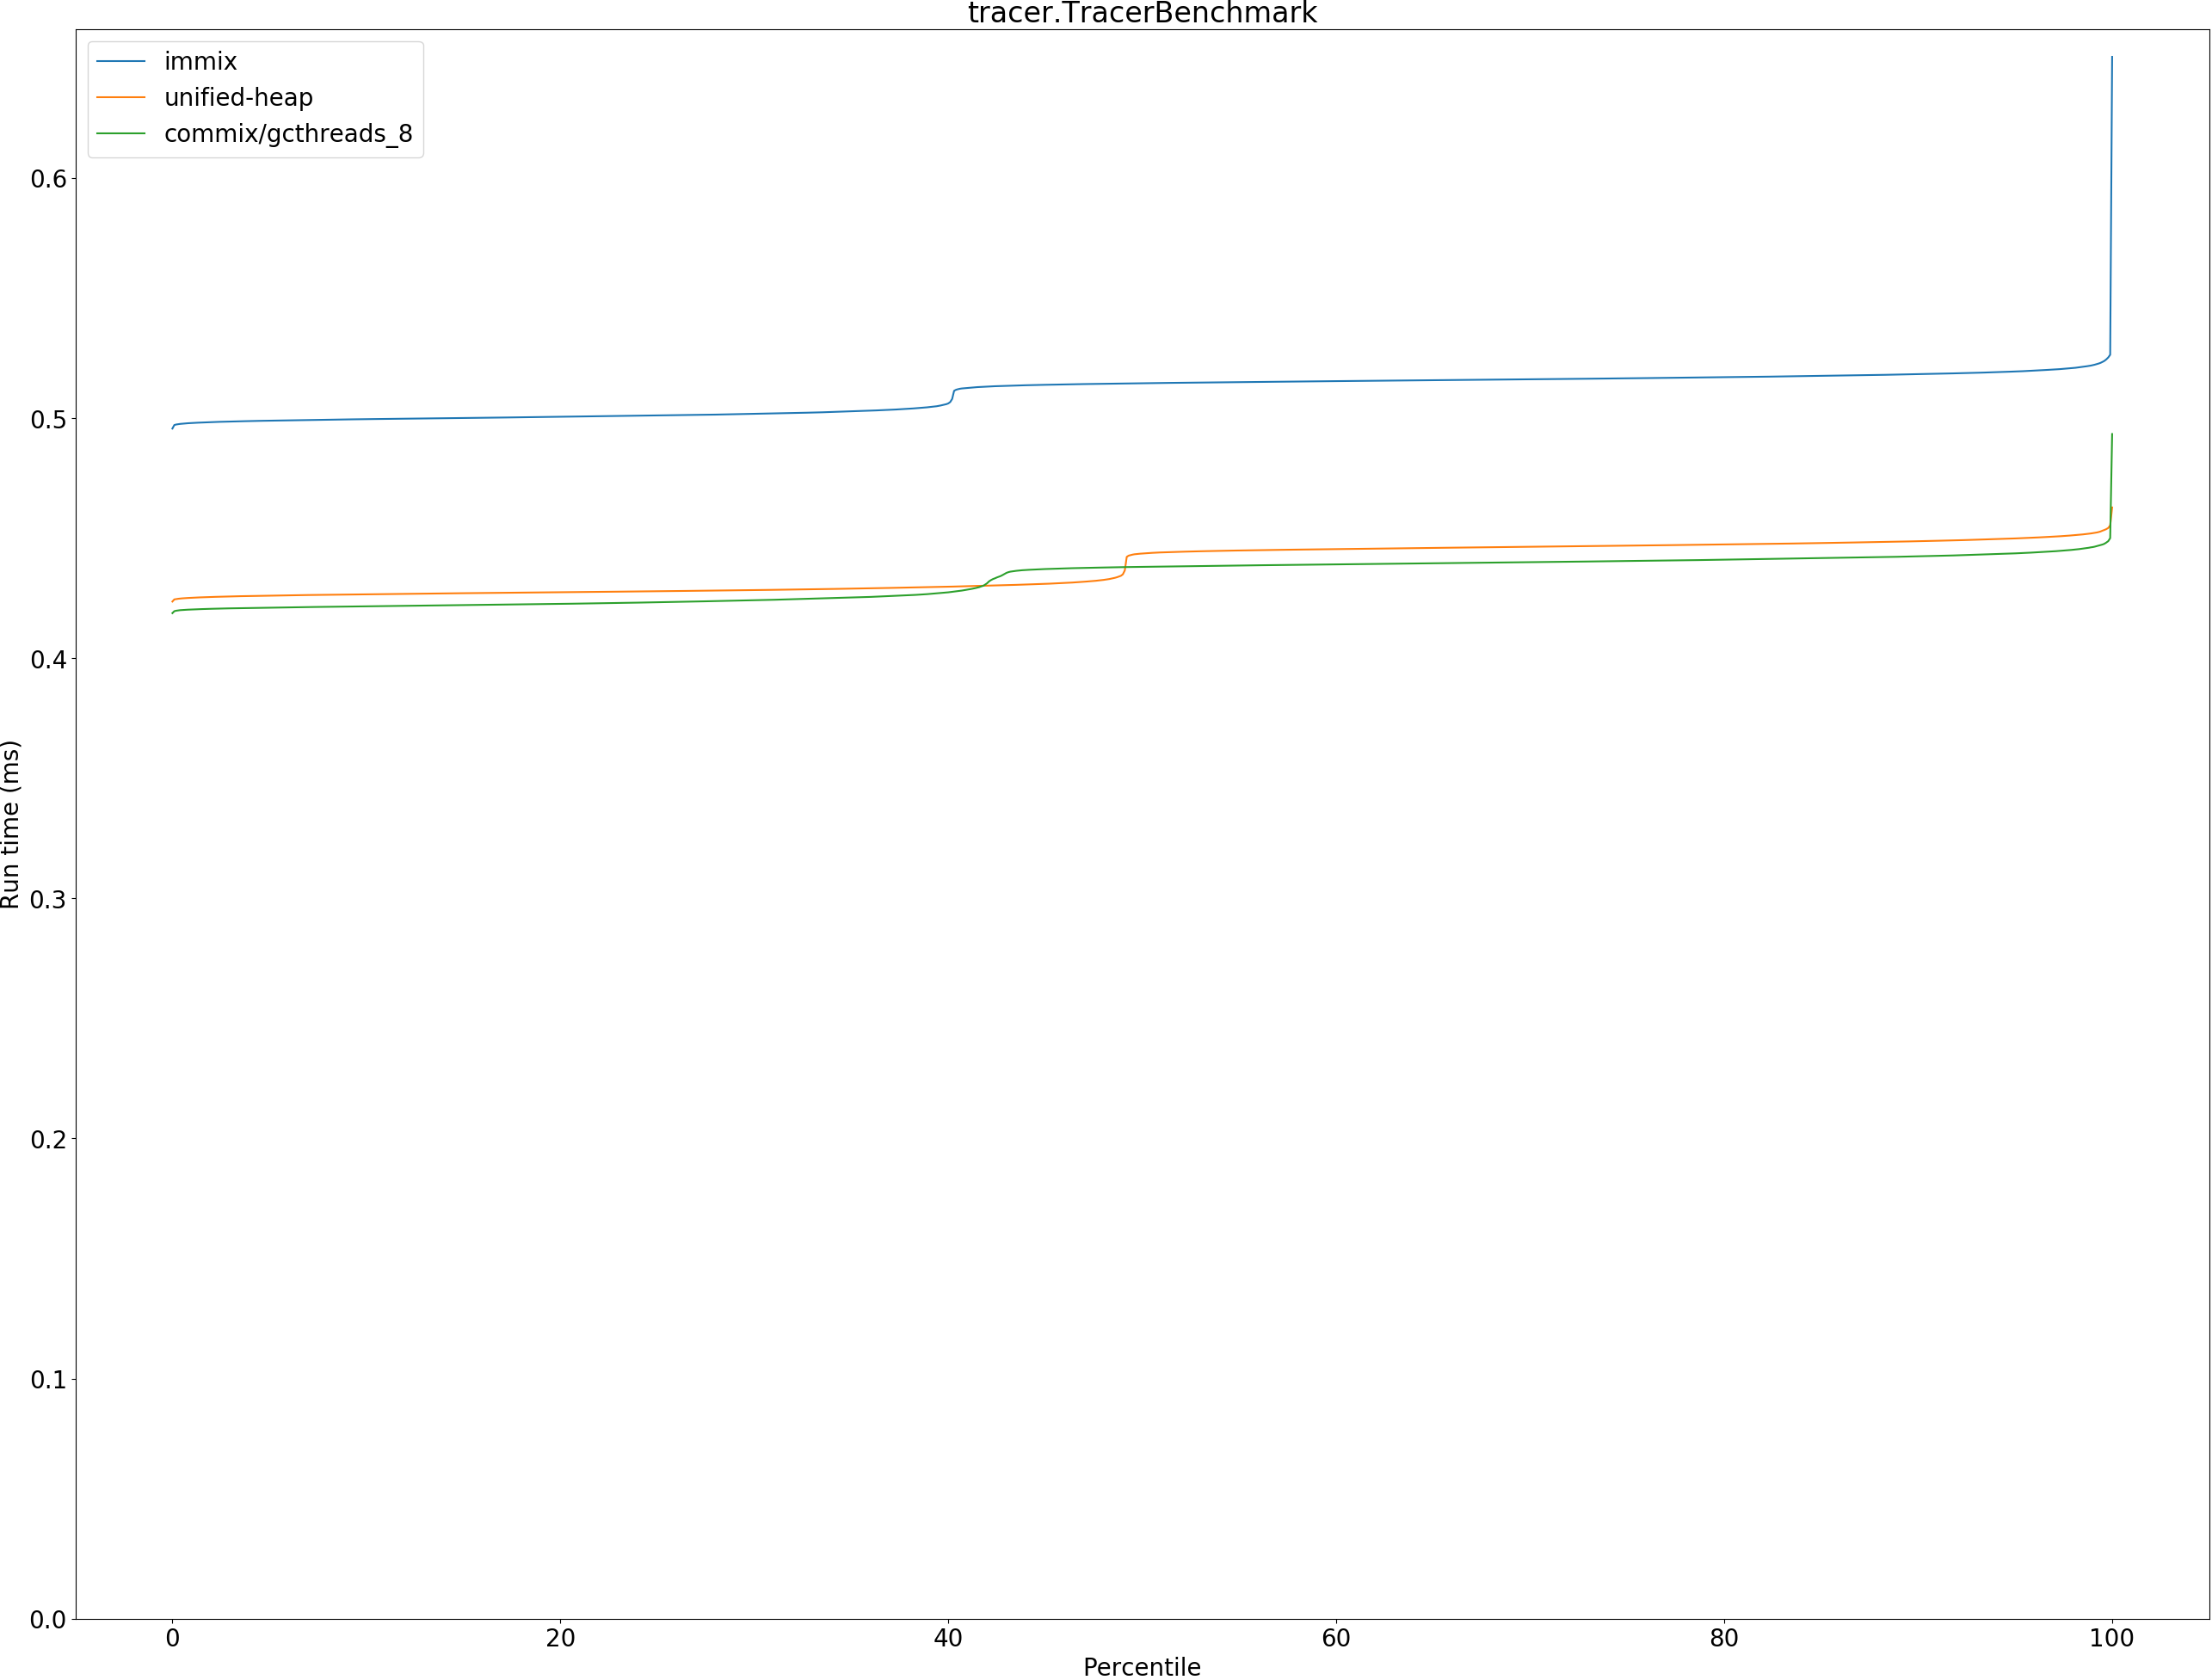 tracer.TracerBenchmark
immix
unified-heap
commix/gcthreads_8
0.6
0.5
0.4
0.3
0.2
0.1
0.0
Run time (ms)
0 20 40 60 80 100
Percentile